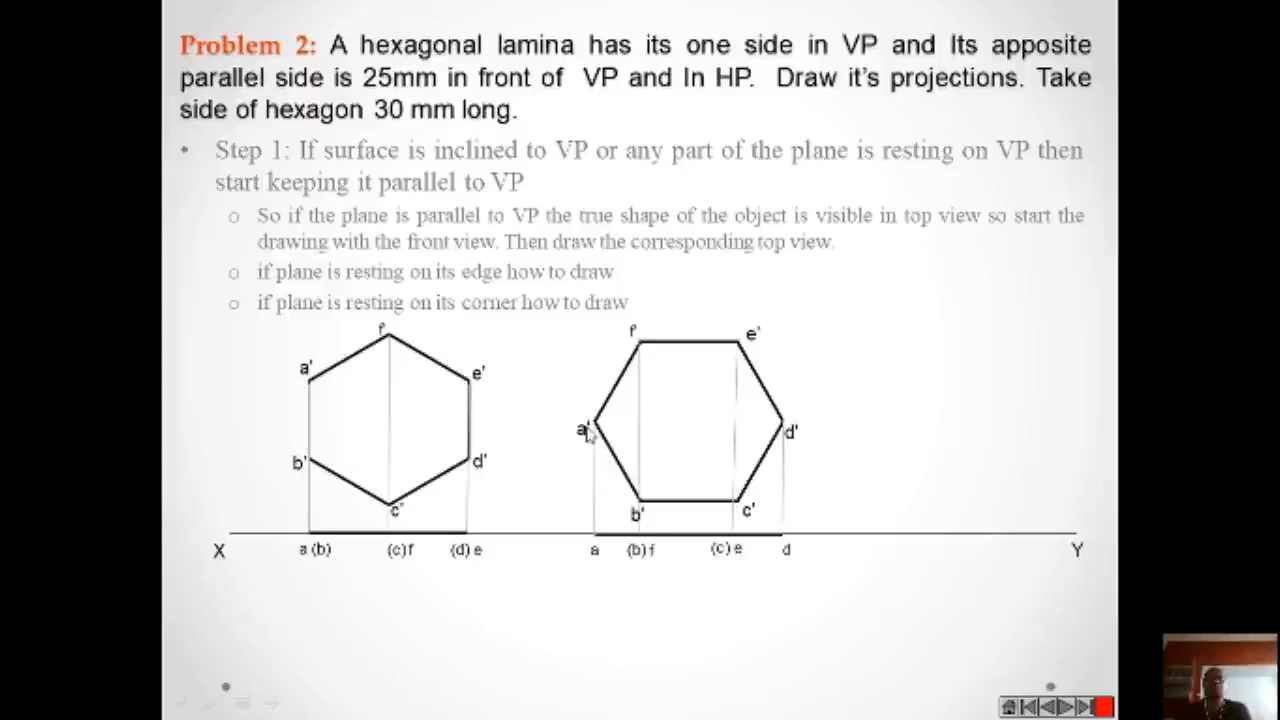 Problem 2: A hexagonal lamina has its one side in VP and Its apposite
parallel side is 25mm in front of VP and In HP. Draw it's projections. Take
side of hexagon 30 mm long.
• Step 1: If surface is inclined to VP or any part of the plane is resting on VP then
start keeping it parallel to VP
o So if the plane is parallel to VP the true shape of the object is visible in top view so start the
drawing with the front view. Then draw the corresponding top view.
o if plane is resting on its edge how to draw
o if plane is resting on its corner how to draw
f' f' e'
a' e'
a' d'
b' d'
c' b' c'
X a (b) (c) f (d) e a (b) f (c) e d Y